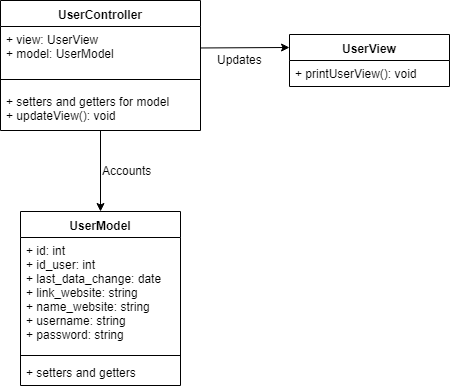 UserController
+ view: UserView
+ model: UserModel
+ setters and getters for model
+ updateView(): void
Updates
UserView
+ printUserView(): void
Accounts
UserModel
+ id: int
+ id_user: int
+ last_data_change: date
+ link_website: string
+ name_website: string
+ username: string
+ password: string
+ setters and getters